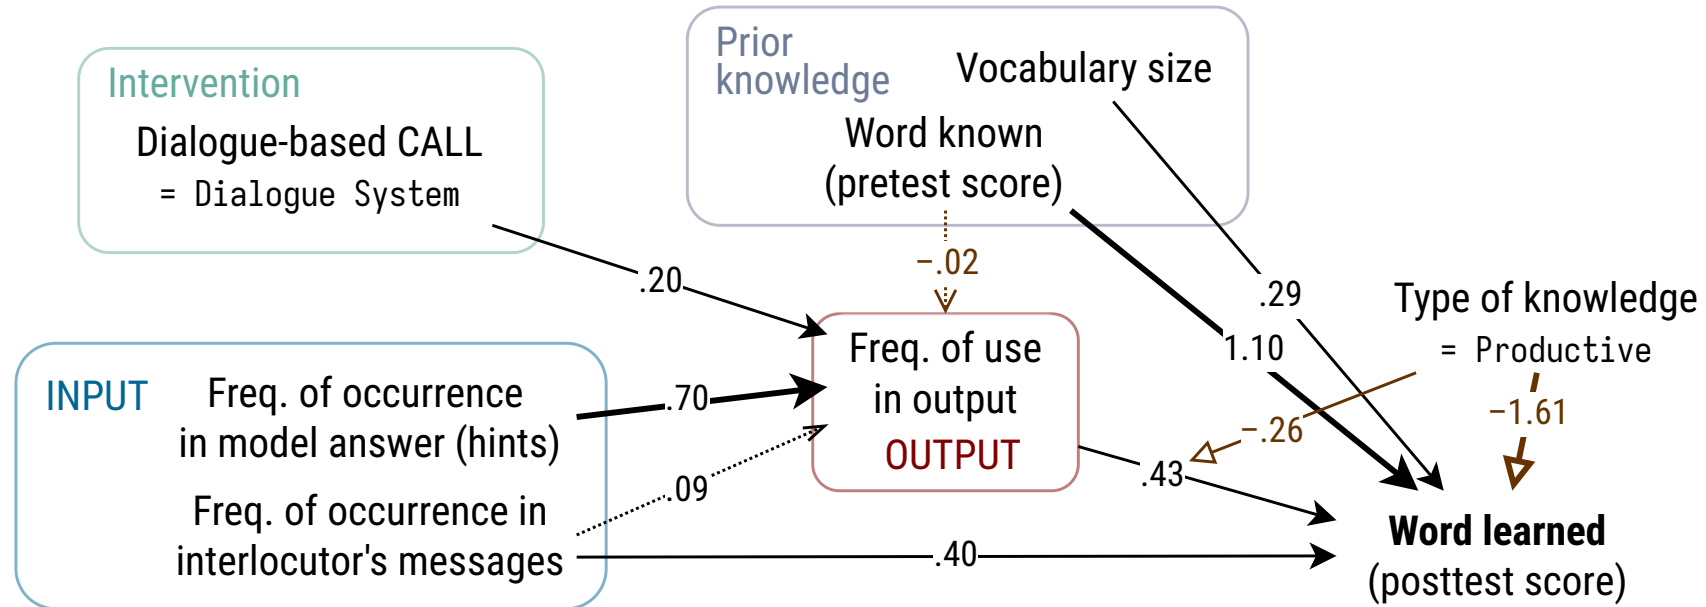 Intervention
Dialogue-based CALL
= Dialogue System
Prior
knowledge
Vocabulary size
Word known
(pretest score)
.20
−.02
.29
1.10
Type of knowledge
= Productive
−1.61
−.26
INPUT
Freq. of occurrence
in model answer (hints)
Freq. of occurrence in
interlocutor's messages
.70
.09
.40
Freq. of use
in output
OUTPUT
.43
Word learned
(posttest score)